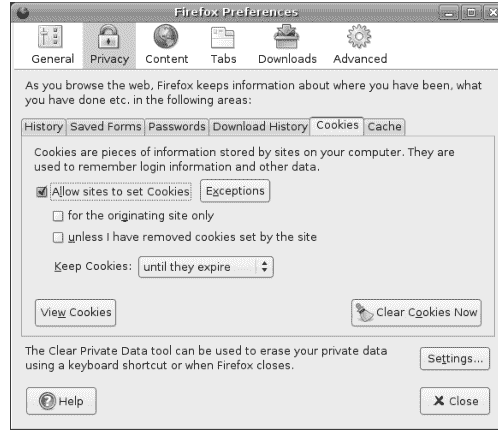 Firefox Preferences
General Privacy Content Tabs Downloads Advanced
As you browse the web, Firefox keeps information about where you have been, what
you have done etc. in the following areas:
History Saved Forms Passwords Download History Cookies Cache
Cookies are pieces of information stored by sites on your computer. They are
used to remember login information and other data.
Allow sites to set Cookies Exceptions
for the originating site only
unless I have removed cookies set by the site
Keep Cookies: until they expire
View Cookies Clear Cookies Now
The Clear Private Data tool can be used to erase your private data
using a keyboard shortcut or when Firefox closes.
Settings...
Help Close